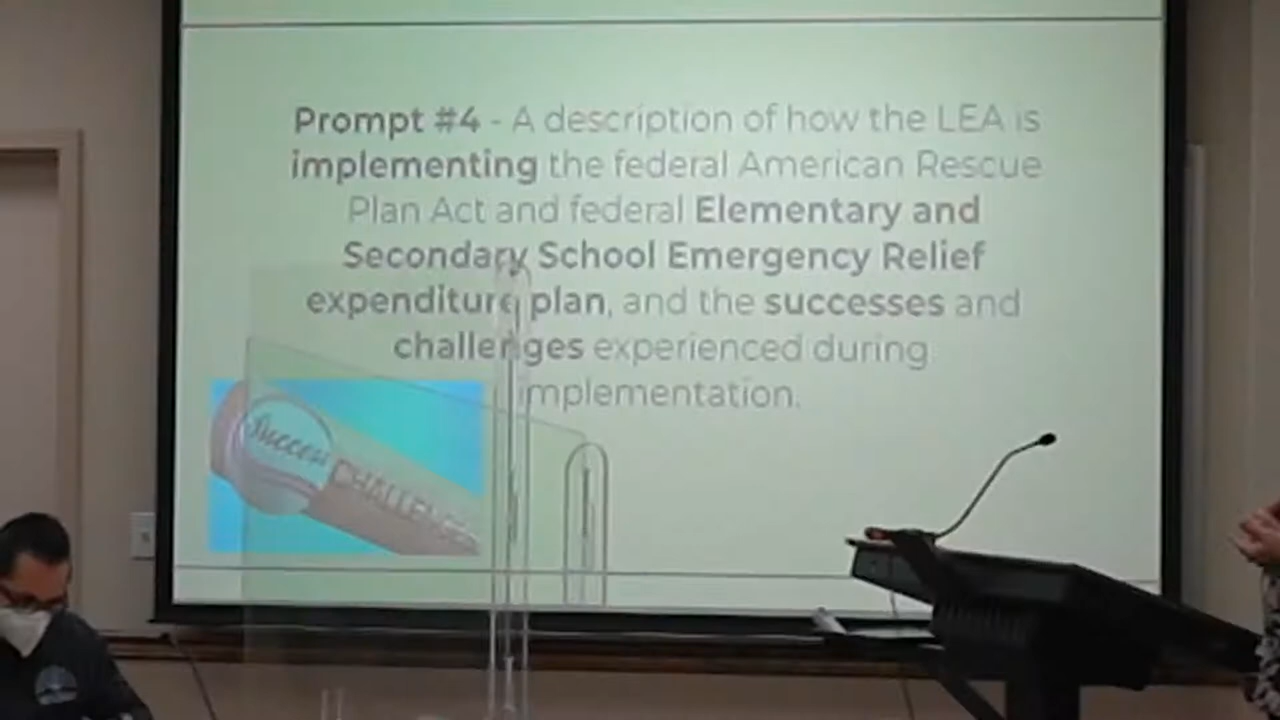 Prompt #4 - A description of how the LEA is
implementing the federal American Rescue
Plan Act and federal Elementary and
Secondary School Emergency Relief
expenditure plan, and the successes and
challenges experienced during
implementation.
Success
CHALLENGES